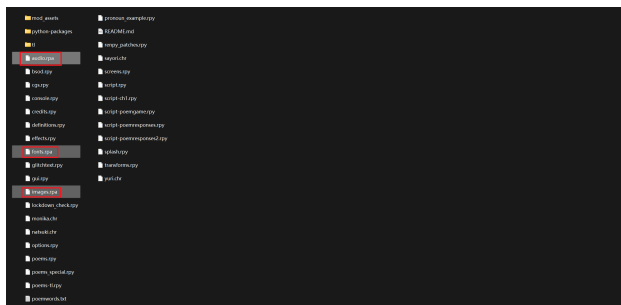 mod_assets
python-packages
tl
audio.rpa
bsod.rpy
cgs.rpy
console.rpy
credits.rpy
definitions.rpy
effects.rpy
fonts.rpa
glitchtext.rpy
gui.rpy
images.rpa
lockdown_check.rpy
monika.chr
natsuki.chr
options.rpy
poems.rpy
poems_special.rpy
poems-tl.rpy
poemwords.txt
pronoun_example.rpy
README.md
renpy_patches.rpy
sayori.chr
screens.rpy
script.rpy
script-ch1.rpy
script-poemgame.rpy
script-poemresponses.rpy
script-poemresponses2.rpy
splash.rpy
transforms.rpy
yuri.chr